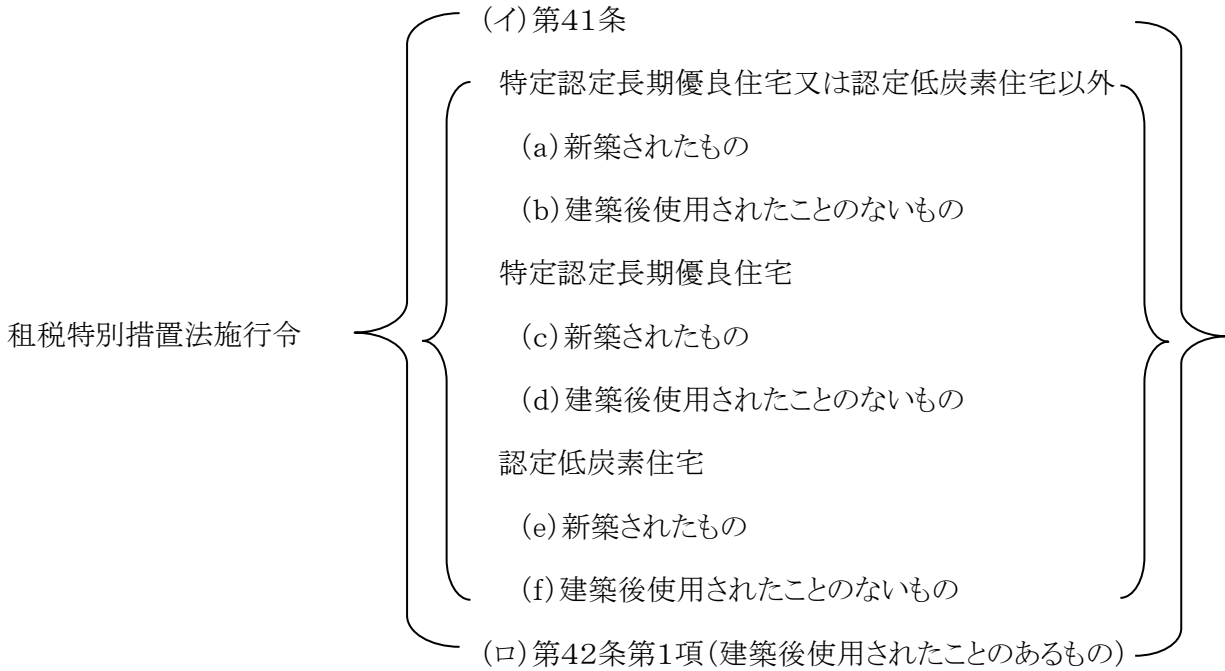 (イ)第41条
特定認定長期優良住宅又は認定低炭素住宅以外
(a)新築されたもの
(b)建築後使用されたことのないもの
特定認定長期優良住宅
租税特別措置法施行令
(c)新築されたもの
(d)建築後使用されたことのないもの
認定低炭素住宅
(e)新築されたもの
(f)建築後使用されたことのないもの
(ロ)第42条第1項(建築後使用されたことのあるもの)